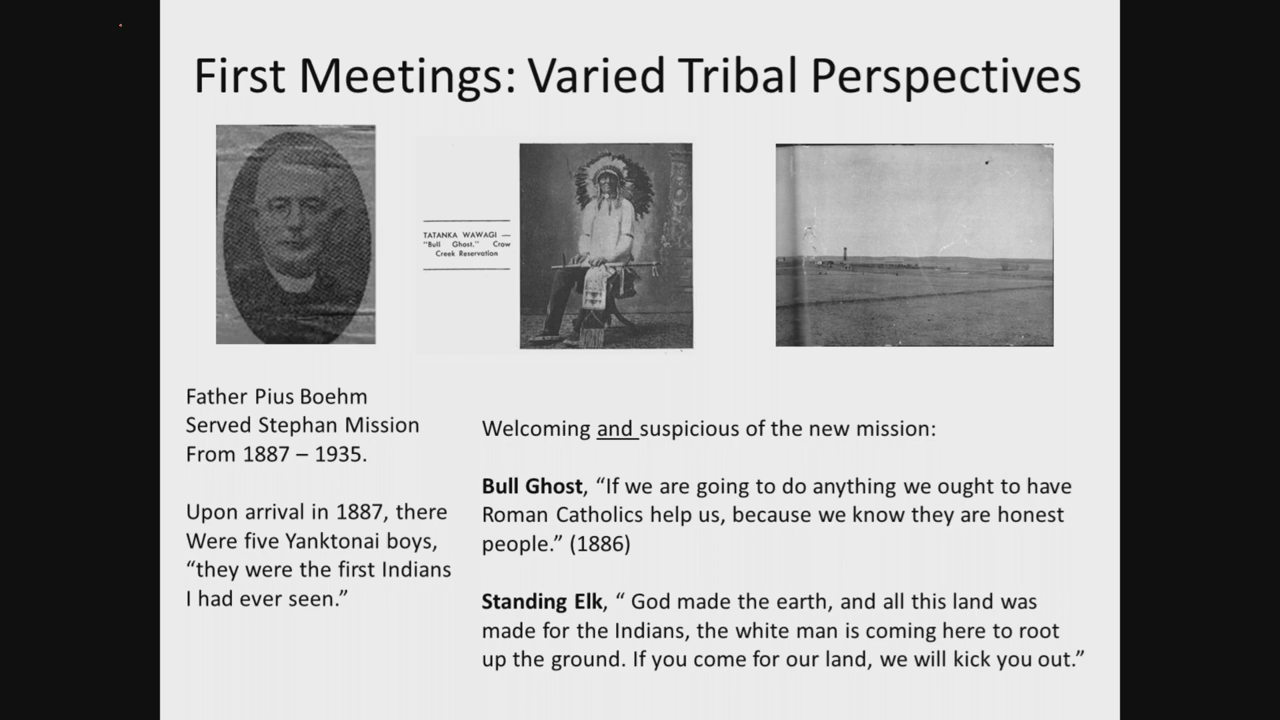 First Meetings: Varied Tribal Perspectives
TATANKA WAWAGI —
"Bull Ghost." Crow
Creek Reservation
Father Pius Boehm
Served Stephan Mission
From 1887 – 1935.
Upon arrival in 1887, there
Were five Yanktonai boys,
“they were the first Indians
I had ever seen.”
Welcoming and suspicious of the new mission:
Bull Ghost, “If we are going to do anything we ought to have
Roman Catholics help us, because we know they are honest
people.” (1886)
Standing Elk, “ God made the earth, and all this land was
made for the Indians, the white man is coming here to root
up the ground. If you come for our land, we will kick you out.”